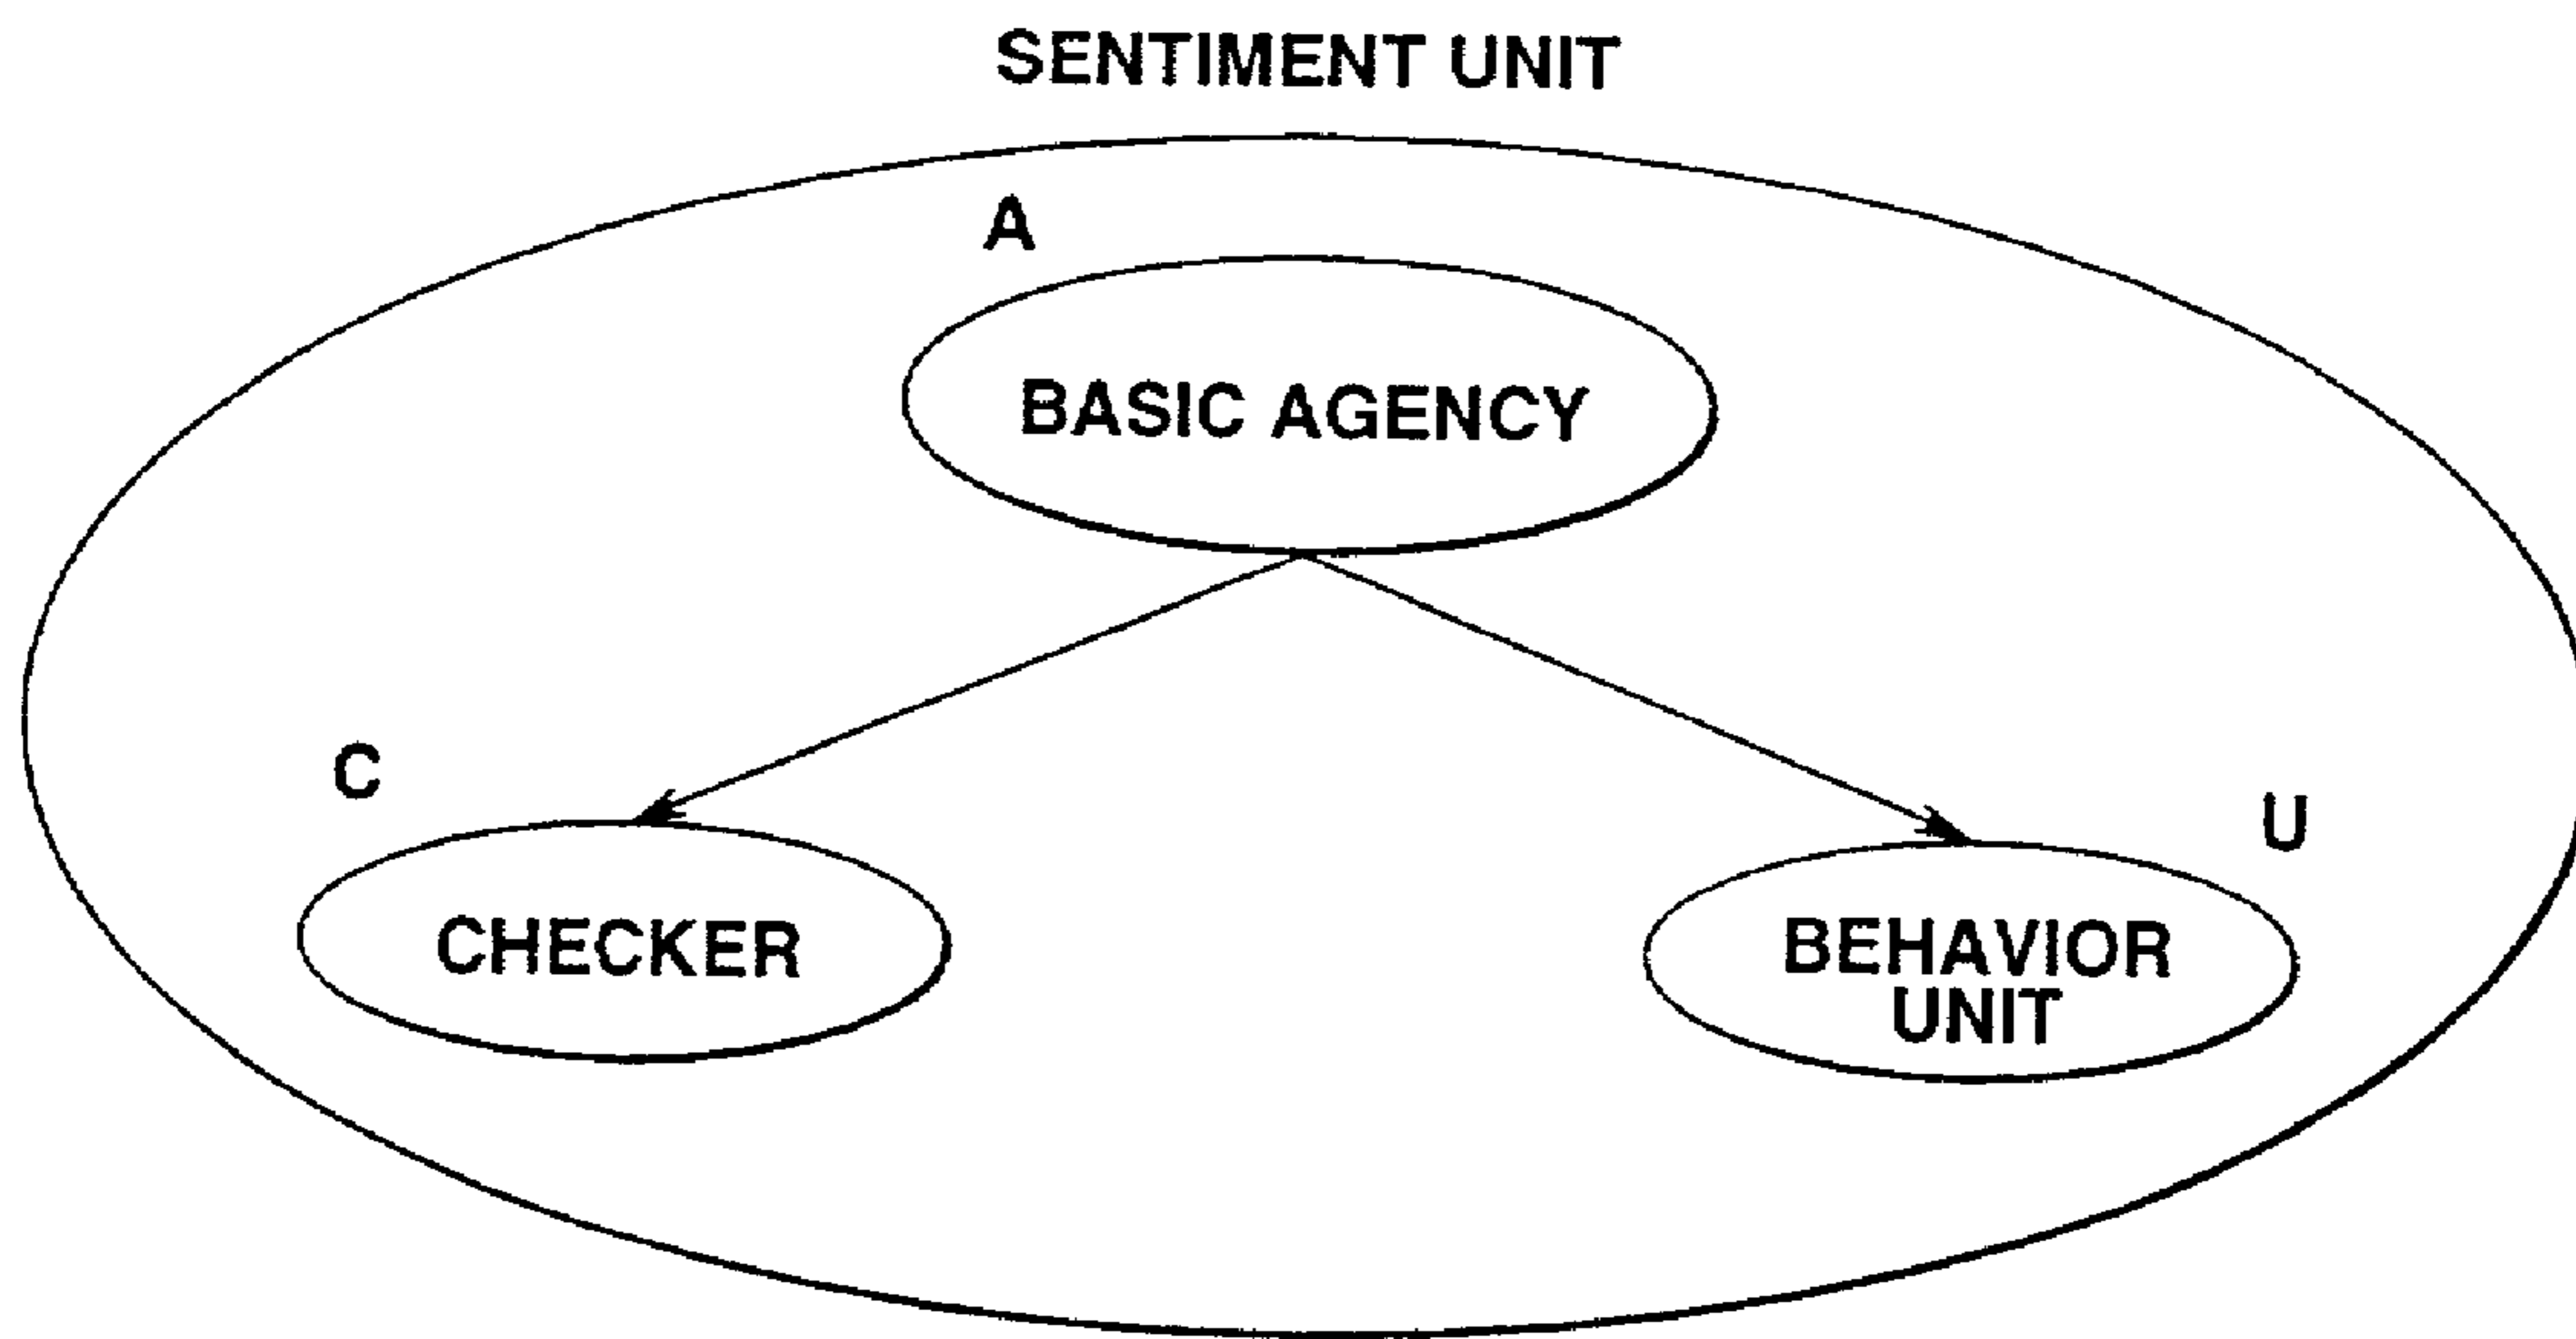 SENTIMENT UNIT
A
BASIC AGENCY
C
U
CHECKER
BEHAVIOR
UNIT